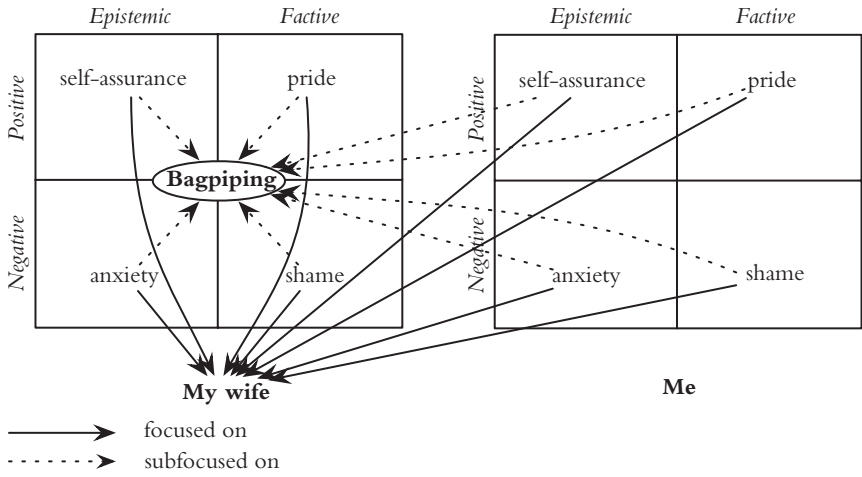 Epistemic Factive Epistemic Factive
Positive self-assurance pride Positive self-assurance pride
Bagpiping
Negative anxiety shame Negative anxiety shame
My wife Me
focused on
subfocused on